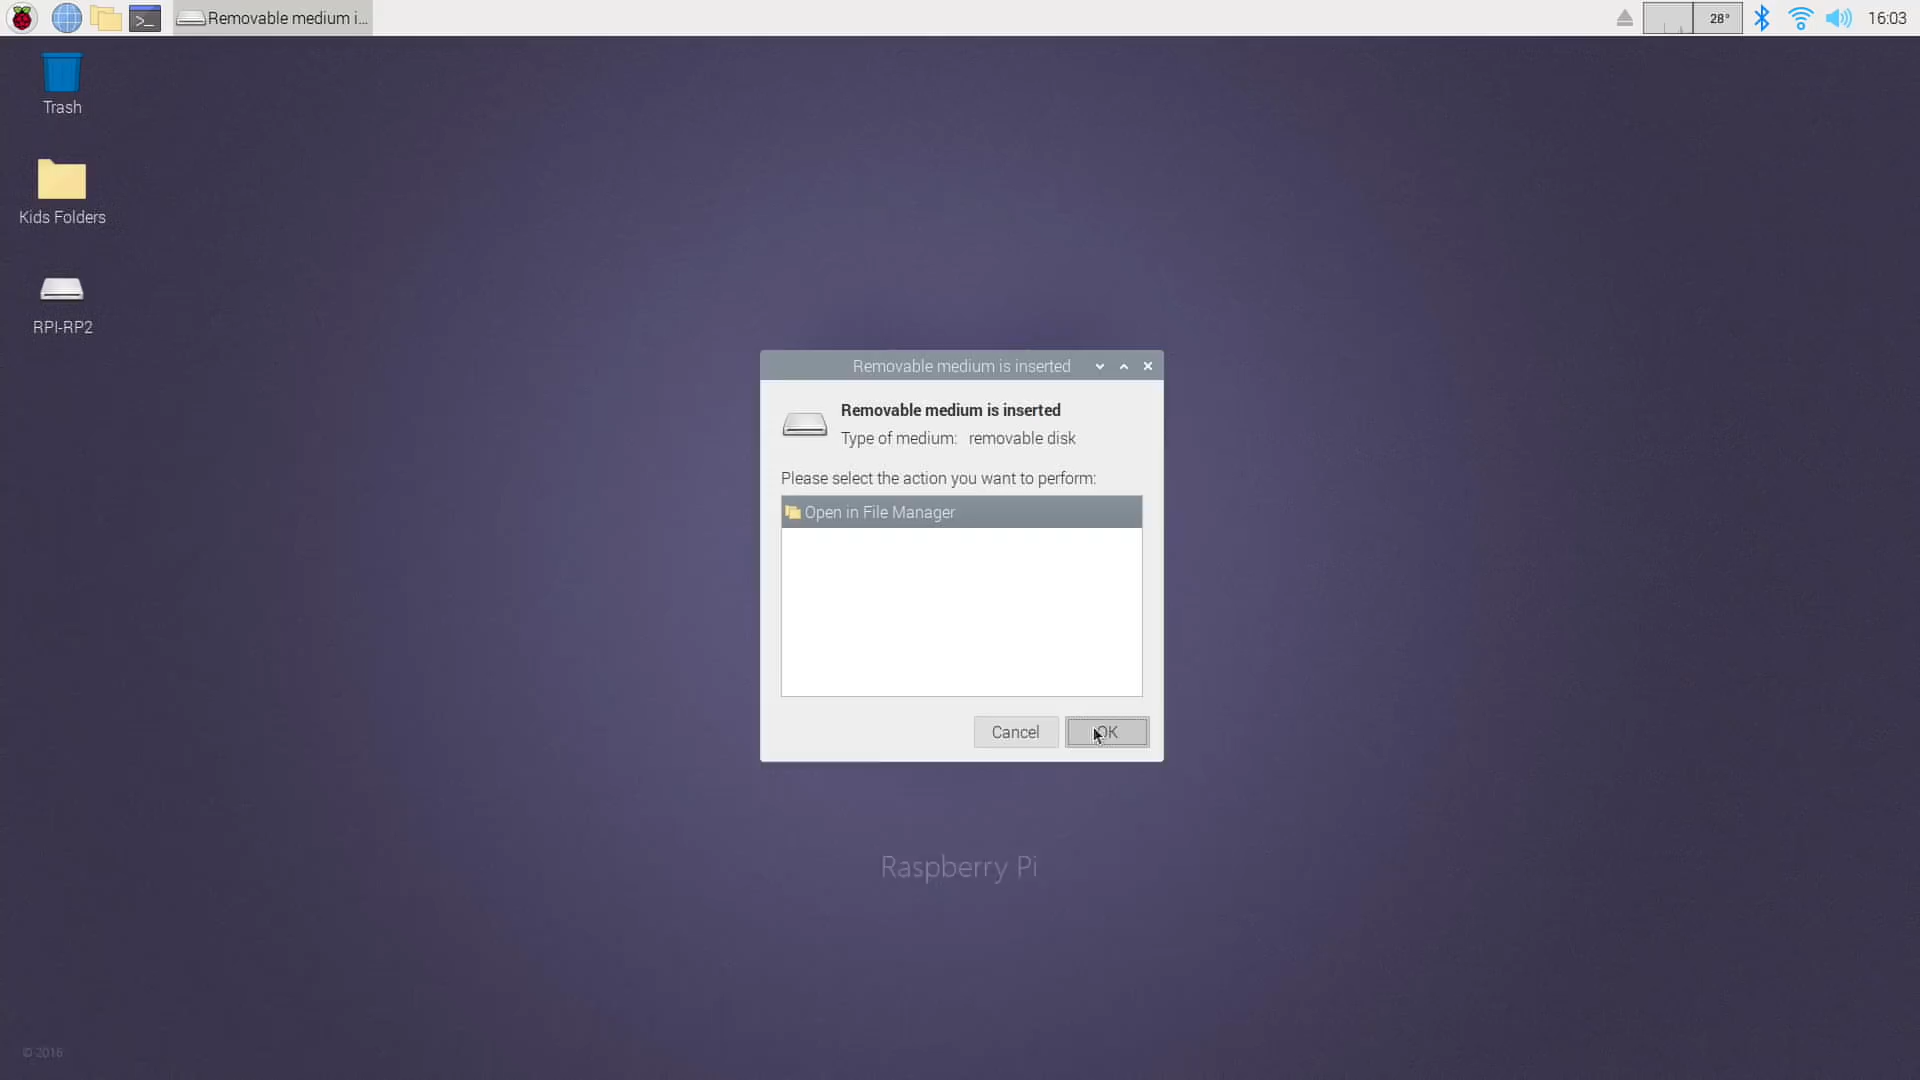 Removable medium i...
28°
16:03
Trash
Kids Folders
RPI-RP2
Removable medium is inserted
Removable medium is inserted
Type of medium: removable disk
Please select the action you want to perform:
Open in File Manager
Cancel
OK
Raspberry Pi
© 2016